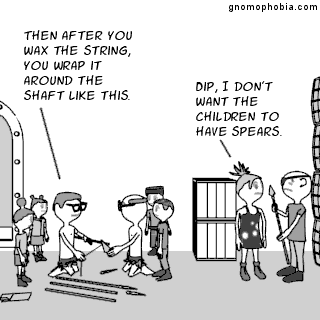 gnomophobia.com
THEN AFTER YOU
WAX THE STRING,
YOU WRAP IT
AROUND THE
SHAFT LIKE THIS.
DIP, I DON'T
WANT THE
CHILDREN TO
HAVE SPEARS.